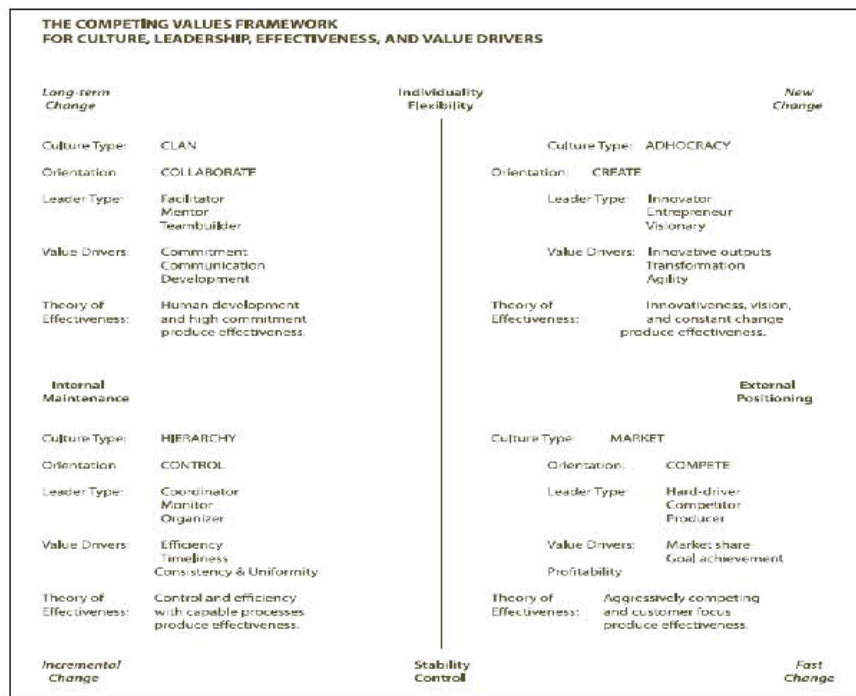 THE COMPETING VALUES FRAMEWORK
FOR CULTURE, LEADERSHIP, EFFECTIVENESS, AND VALUE DRIVERS
Long-term
Change
Individuality
Flexibility
New
Change
Culture Type: CLAN
Orientation COLLABORATE
Leader Type: Facilitator
Mentor
Teambuilder
Value Drivers: Commitment
Communication
Development
Theory of Human development
Effectiveness: and high commitment
produce effectiveness.
Culture Type: ADHOCRACY
Orientation: CREATE
Leader Type: Innovator
Entrepreneur
Visionary
Value Drivers: Innovative outputs
Transformation
Agility
Theory of Innovativeness, vision,
Effectiveness: and constant change
produce effectiveness.
Internal
Maintenance
External
Positioning
Culture Type: HIERARCHY
Orientation CONTROL
Leader Type: Coordinator
Monitor
Organizer
Value Drivers: Efficiency
Timeliness
Consistency & Uniformity
Theory of Control and efficiency
Effectiveness: with capable processes
produce effectiveness.
Culture Type: MARKET
Orientation: COMPETE
Leader Type: Hard-driver
Competitor
Producer
Value Drivers: Market share
Goal achievement
Profitability
Theory of Aggressively competing
Effectiveness: and customer focus
produce effectiveness.
Incremental
Change
Stability
Control
Fast
Change